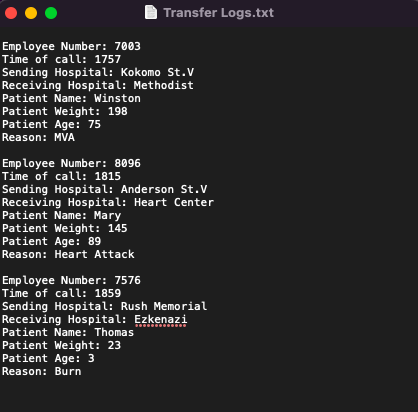 Transfer Logs.txt
Employee Number: 7003
Time of call: 1757
Sending Hospital: Kokomo St.V
Receiving Hospital: Methodist
Patient Name: Winston
Patient Weight: 198
Patient Age: 75
Reason: MVA
Employee Number: 8096
Time of call: 1815
Sending Hospital: Anderson St.V
Receiving Hospital: Heart Center
Patient Name: Mary
Patient Weight: 145
Patient Age: 89
Reason: Heart Attack
Employee Number: 7576
Time of call: 1859
Sending Hospital: Rush Memorial
Receiving Hospital: Ezkenazi
Patient Name: Thomas
Patient Weight: 23
Patient Age: 3
Reason: Burn